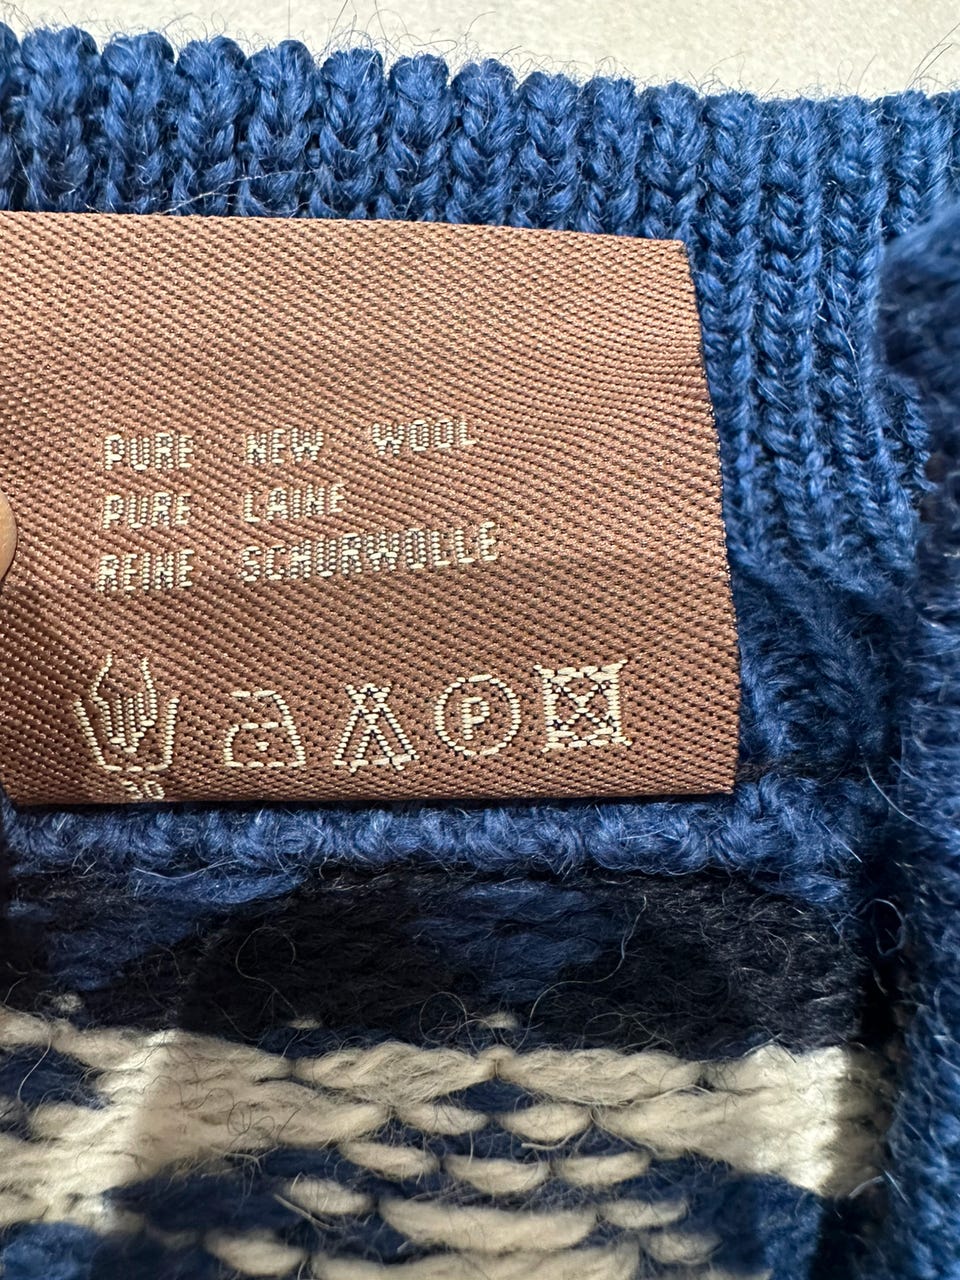 PURE NEW WOOL
PURE LAINE
REINE SCHURWOLLE
30
P